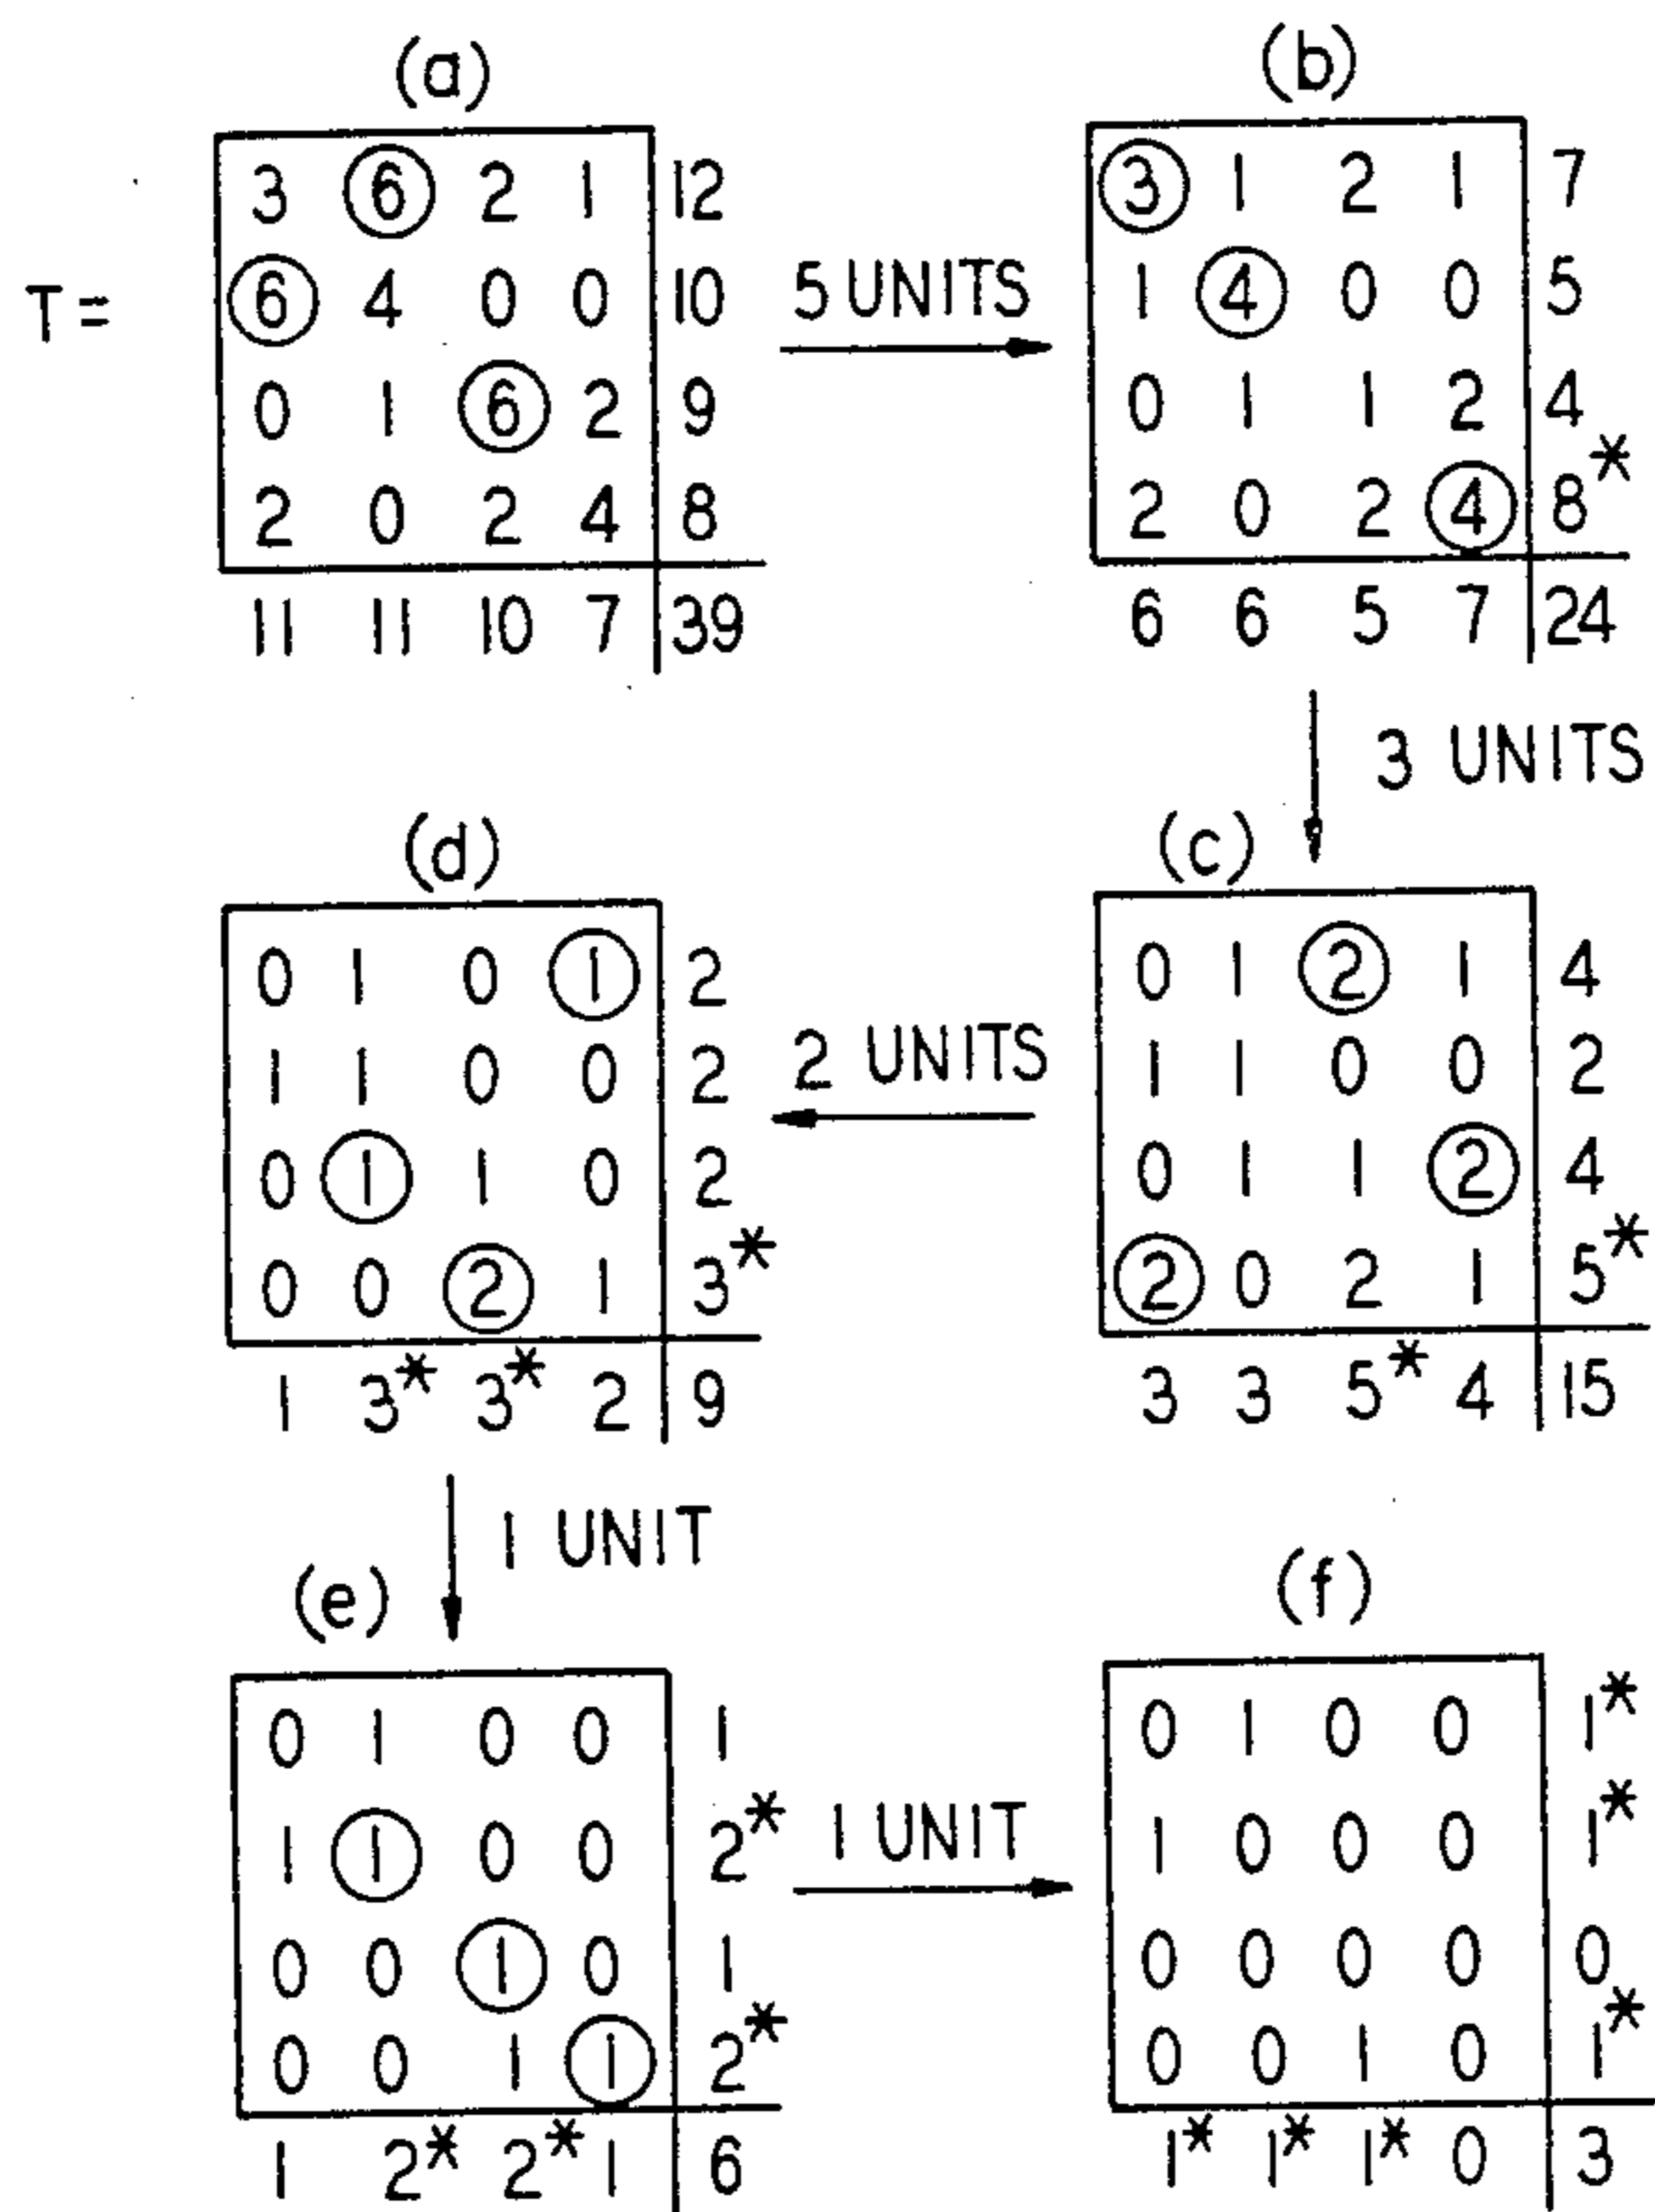 (a)
T=
3 6 2 1 12
6 4 0 0 10
0 1 6 2 9
2 0 2 4 8
11 11 10 7 39
5 UNITS
(b)
3 1 2 1 7
1 4 0 0 5
0 1 1 2 4
2 0 2 4 8*
6 6 5 7 24
3 UNITS
(c)
0 1 2 1 4
1 1 0 0 2
0 1 1 2 4
2 0 2 1 5*
3 3 5* 4 15
2 UNITS
(d)
0 1 0 1 2
1 1 0 0 2
0 1 1 0 2
0 0 2 1 3*
1 3* 3* 2 9
1 UNIT
(e)
0 1 0 0 1
1 1 0 0 2*
0 0 1 0 1
0 0 1 1 2*
1 2* 2* 1 6
1 UNIT
(f)
0 1 0 0 1*
1 0 0 0 1*
0 0 0 0 0
0 0 1 0 1*
1* 1* 1* 0 3